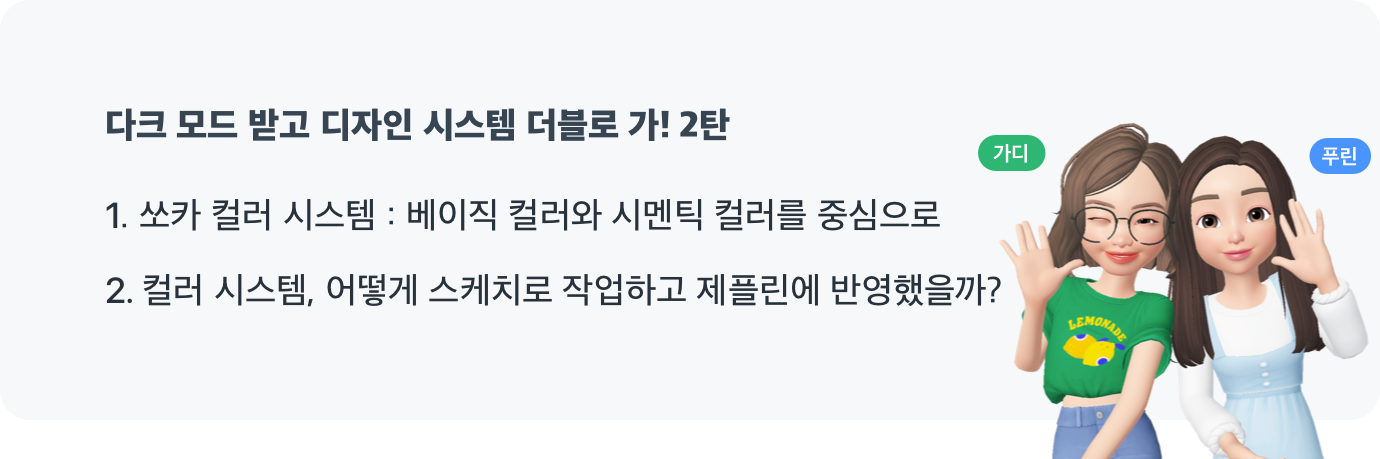 다크 모드 받고 디자인 시스템 더블로 가! 2탄
1. 쏘카 컬러 시스템 : 베이직 컬러와 시멘틱 컬러를 중심으로
2. 컬러 시스템, 어떻게 스케치로 작업하고 제플린에 반영했을까?
가디
푸린
LEMONADE